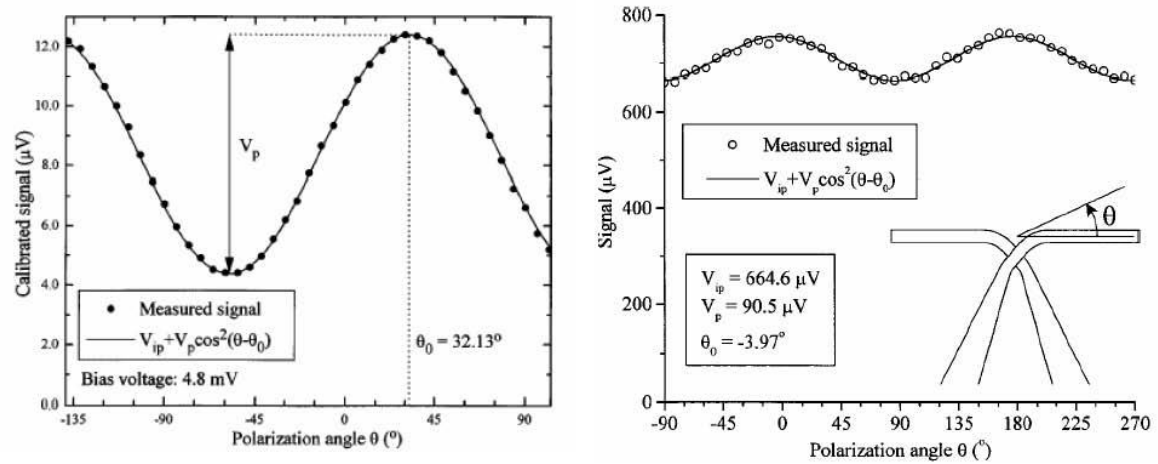 12.0
10.0
8.0
6.0
4.0
2.0
0.0
Calibrated signal (μV)
V_p
Measured signal
V_ip+V_pcos²(θ-θ_0)
θ_0 = 32.13°
Bias voltage: 4.8 mV
-135 -90 -45 0 45 90
Polarization angle θ (°)
800
600
400
200
0
Signal (μV)
Measured signal
V_ip+V_pcos²(θ-θ_0)
θ
V_ip = 664.6 μV
V_p = 90.5 μV
θ_0 = -3.97°
-90 -45 0 45 90 135 180 225 270
Polarization angle θ (°)